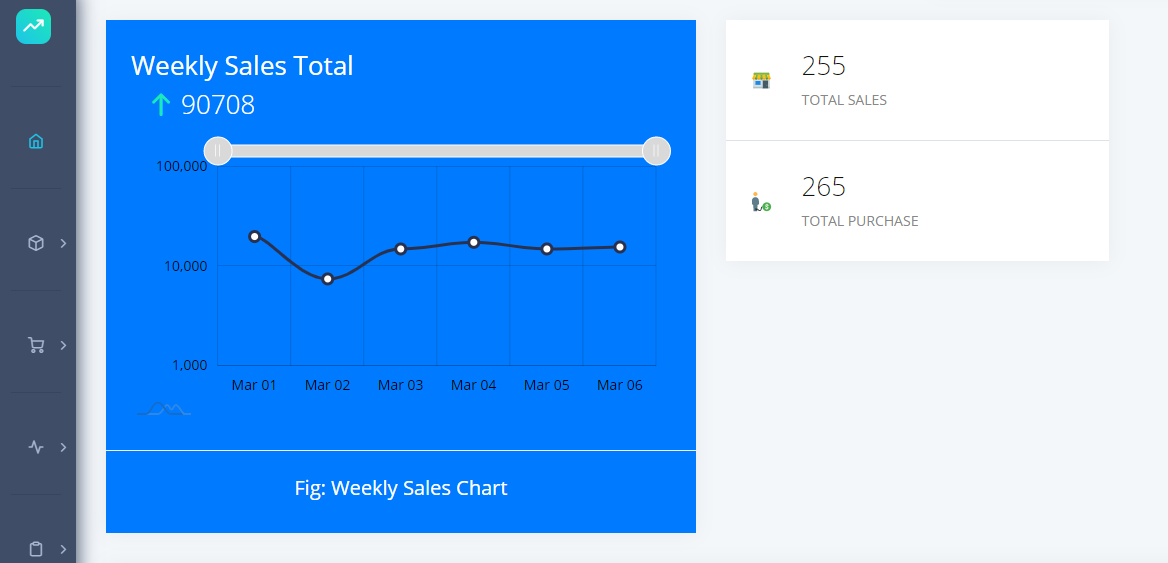 Weekly Sales Total
90708
100,000
10,000
1,000
Mar 01 Mar 02 Mar 03 Mar 04 Mar 05 Mar 06
Fig: Weekly Sales Chart
255
TOTAL SALES
265
TOTAL PURCHASE